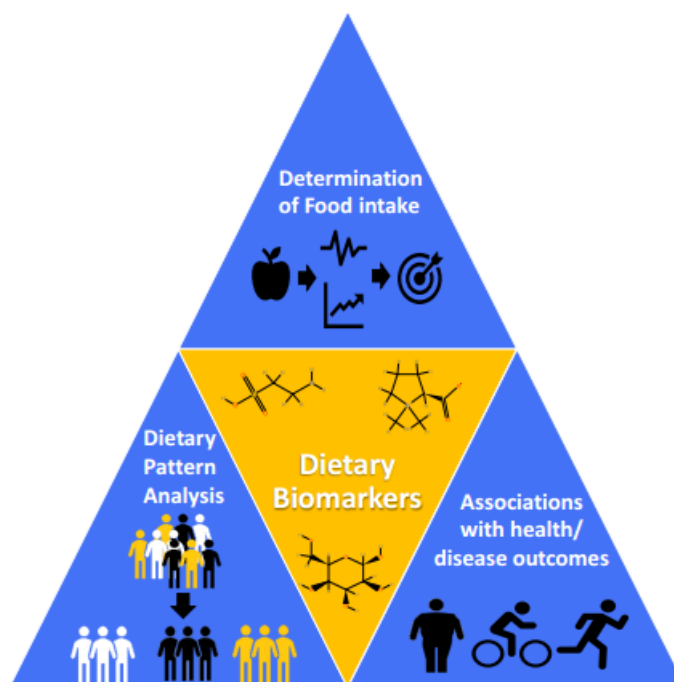 Determination
of Food intake
Dietary
Pattern
Analysis
Dietary
Biomarkers
Associations
with health/
disease outcomes